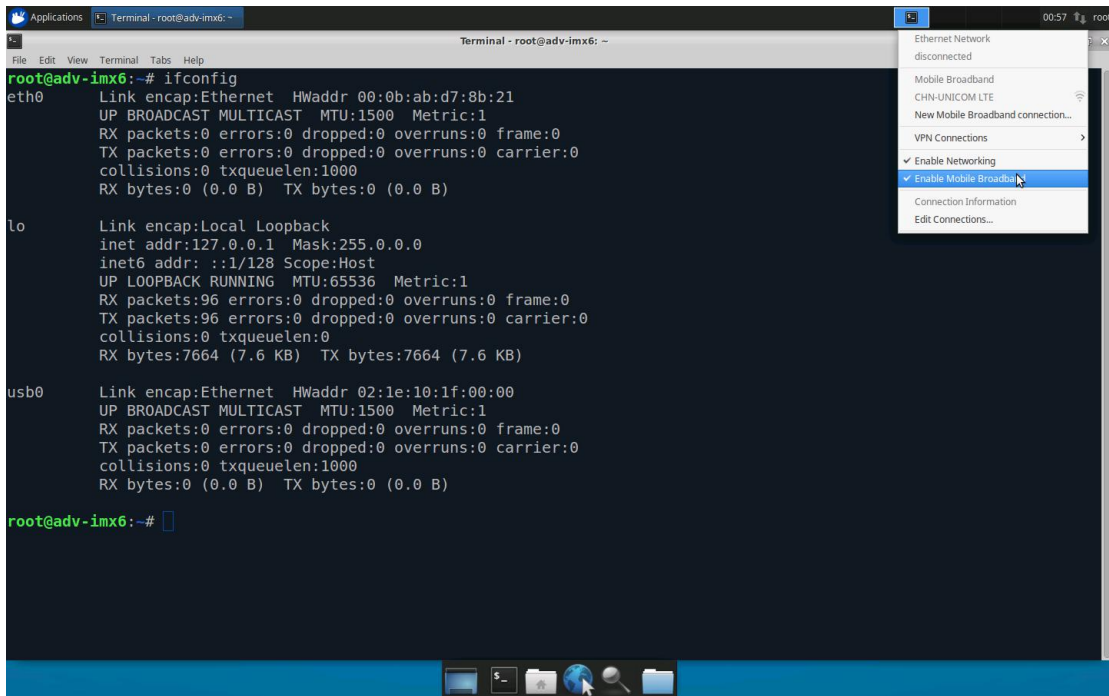 Applications Terminal - root@adv-imx6: ~ 00:57 roo
Terminal - root@adv-imx6: ~
File Edit View Terminal Tabs Help
root@adv-imx6:~# ifconfig
eth0 Link encap:Ethernet HWaddr 00:0b:ab:d7:8b:21
UP BROADCAST MULTICAST MTU:1500 Metric:1
RX packets:0 errors:0 dropped:0 overruns:0 frame:0
TX packets:0 errors:0 dropped:0 overruns:0 carrier:0
collisions:0 txqueuelen:1000
RX bytes:0 (0.0 B) TX bytes:0 (0.0 B)
lo Link encap:Local Loopback
inet addr:127.0.0.1 Mask:255.0.0.0
inet6 addr: ::1/128 Scope:Host
UP LOOPBACK RUNNING MTU:65536 Metric:1
RX packets:96 errors:0 dropped:0 overruns:0 frame:0
TX packets:96 errors:0 dropped:0 overruns:0 carrier:0
collisions:0 txqueuelen:0
RX bytes:7664 (7.6 KB) TX bytes:7664 (7.6 KB)
usb0 Link encap:Ethernet HWaddr 02:1e:10:1f:00:00
UP BROADCAST MULTICAST MTU:1500 Metric:1
RX packets:0 errors:0 dropped:0 overruns:0 frame:0
TX packets:0 errors:0 dropped:0 overruns:0 carrier:0
collisions:0 txqueuelen:1000
RX bytes:0 (0.0 B) TX bytes:0 (0.0 B)
root@adv-imx6:~#
Ethernet Network
disconnected
Mobile Broadband
CHN-UNICOM LTE
New Mobile Broadband connection...
VPN Connections
Enable Networking
Enable Mobile Broadband
Connection Information
Edit Connections...